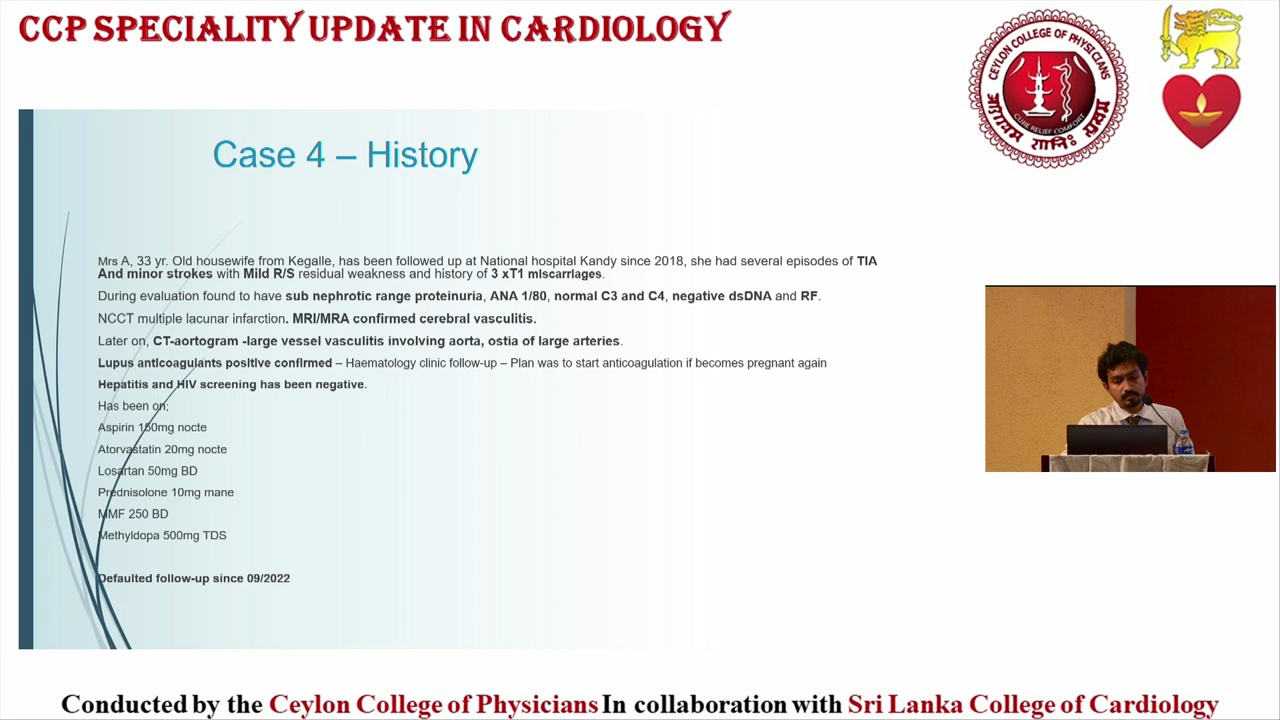 CCP SPECIALITY UPDATE IN CARDIOLOGY
CEYLON COLLEGE OF PHYSICIANS
CURE RELIEF COMFORT
Case 4 – History
Mrs A, 33 yr. Old housewife from Kegalle, has been followed up at National hospital Kandy since 2018, she had several episodes of TIA
And minor strokes with Mild R/S residual weakness and history of 3 xT1 miscarriages.
During evaluation found to have sub nephrotic range proteinuria, ANA 1/80, normal C3 and C4, negative dsDNA and RF.
NCCT multiple lacunar infarction. MRI/MRA confirmed cerebral vasculitis.
Later on, CT-aortogram -large vessel vasculitis involving aorta, ostia of large arteries.
Lupus anticoagulants positive confirmed – Haematology clinic follow-up – Plan was to start anticoagulation if becomes pregnant again
Hepatitis and HIV screening has been negative.
Has been on;
Aspirin 150mg nocte
Atorvastatin 20mg nocte
Losartan 50mg BD
Prednisolone 10mg mane
MMF 250 BD
Methyldopa 500mg TDS
Defaulted follow-up since 09/2022
Conducted by the Ceylon College of Physicians In collaboration with Sri Lanka College of Cardiology